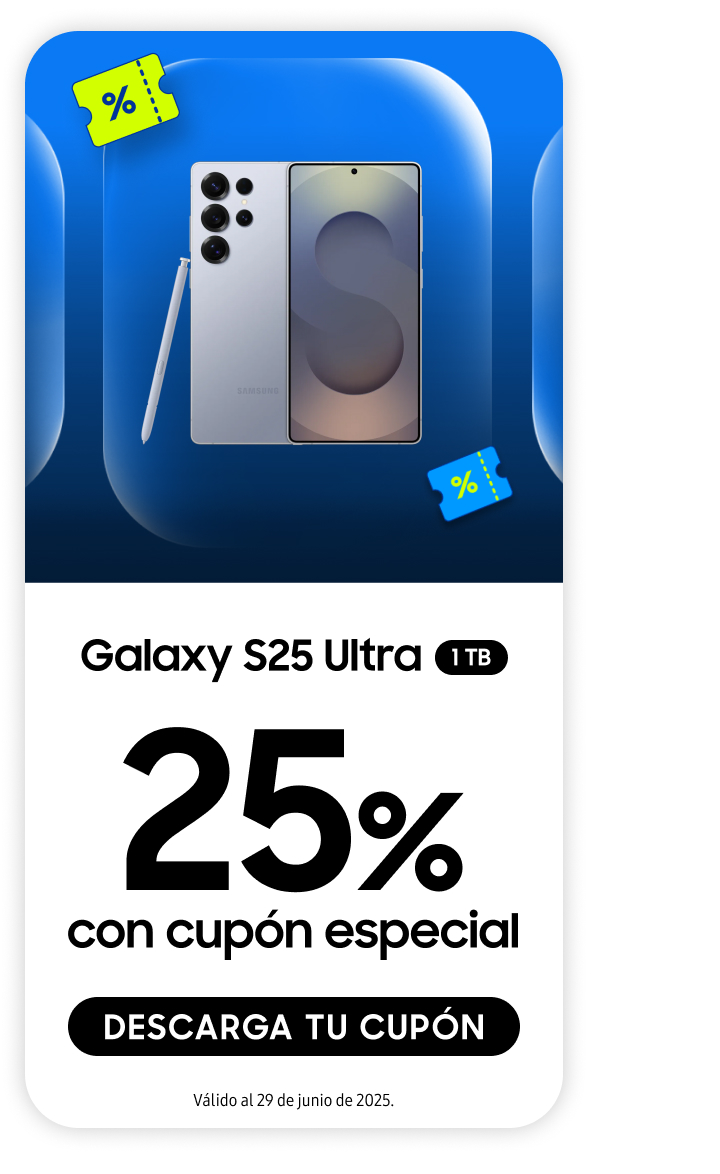 %
SAMSUNG
%
Galaxy S25 Ultra 1 TB
25%
con cupón especial
DESCARGA TU CUPÓN
Válido al 29 de junio de 2025.